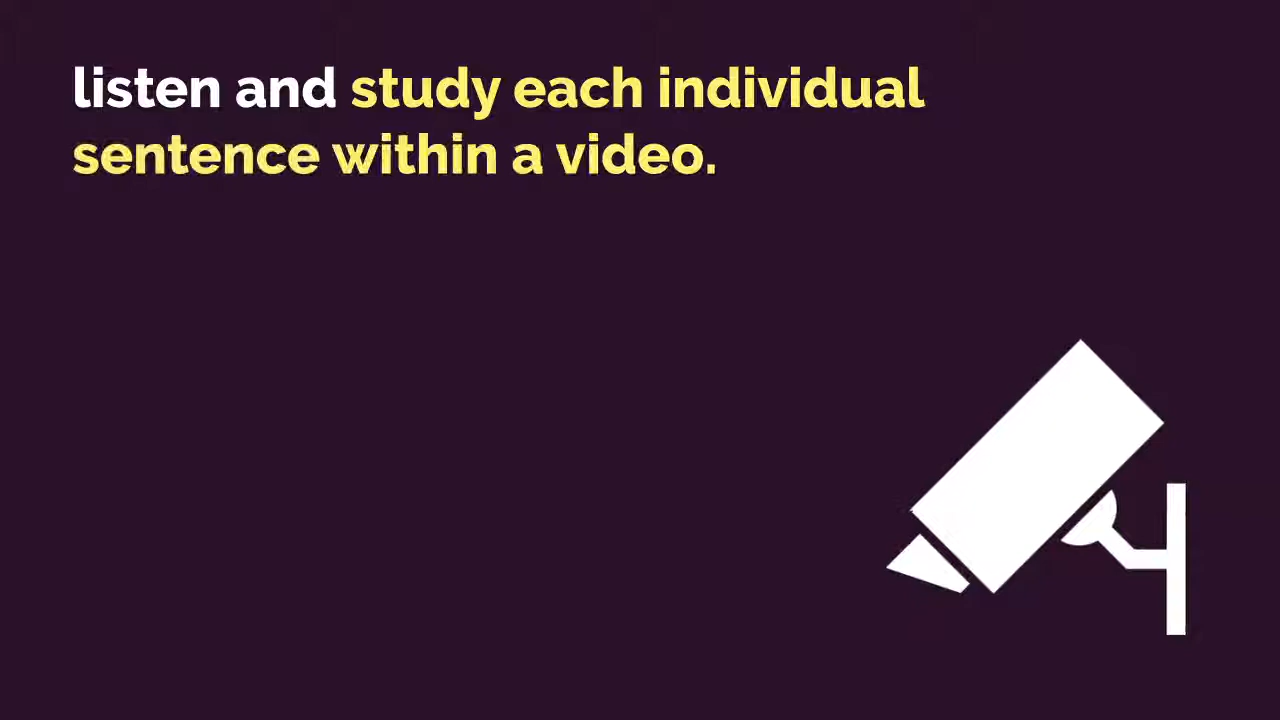 listen and study each individual
sentence within a video.